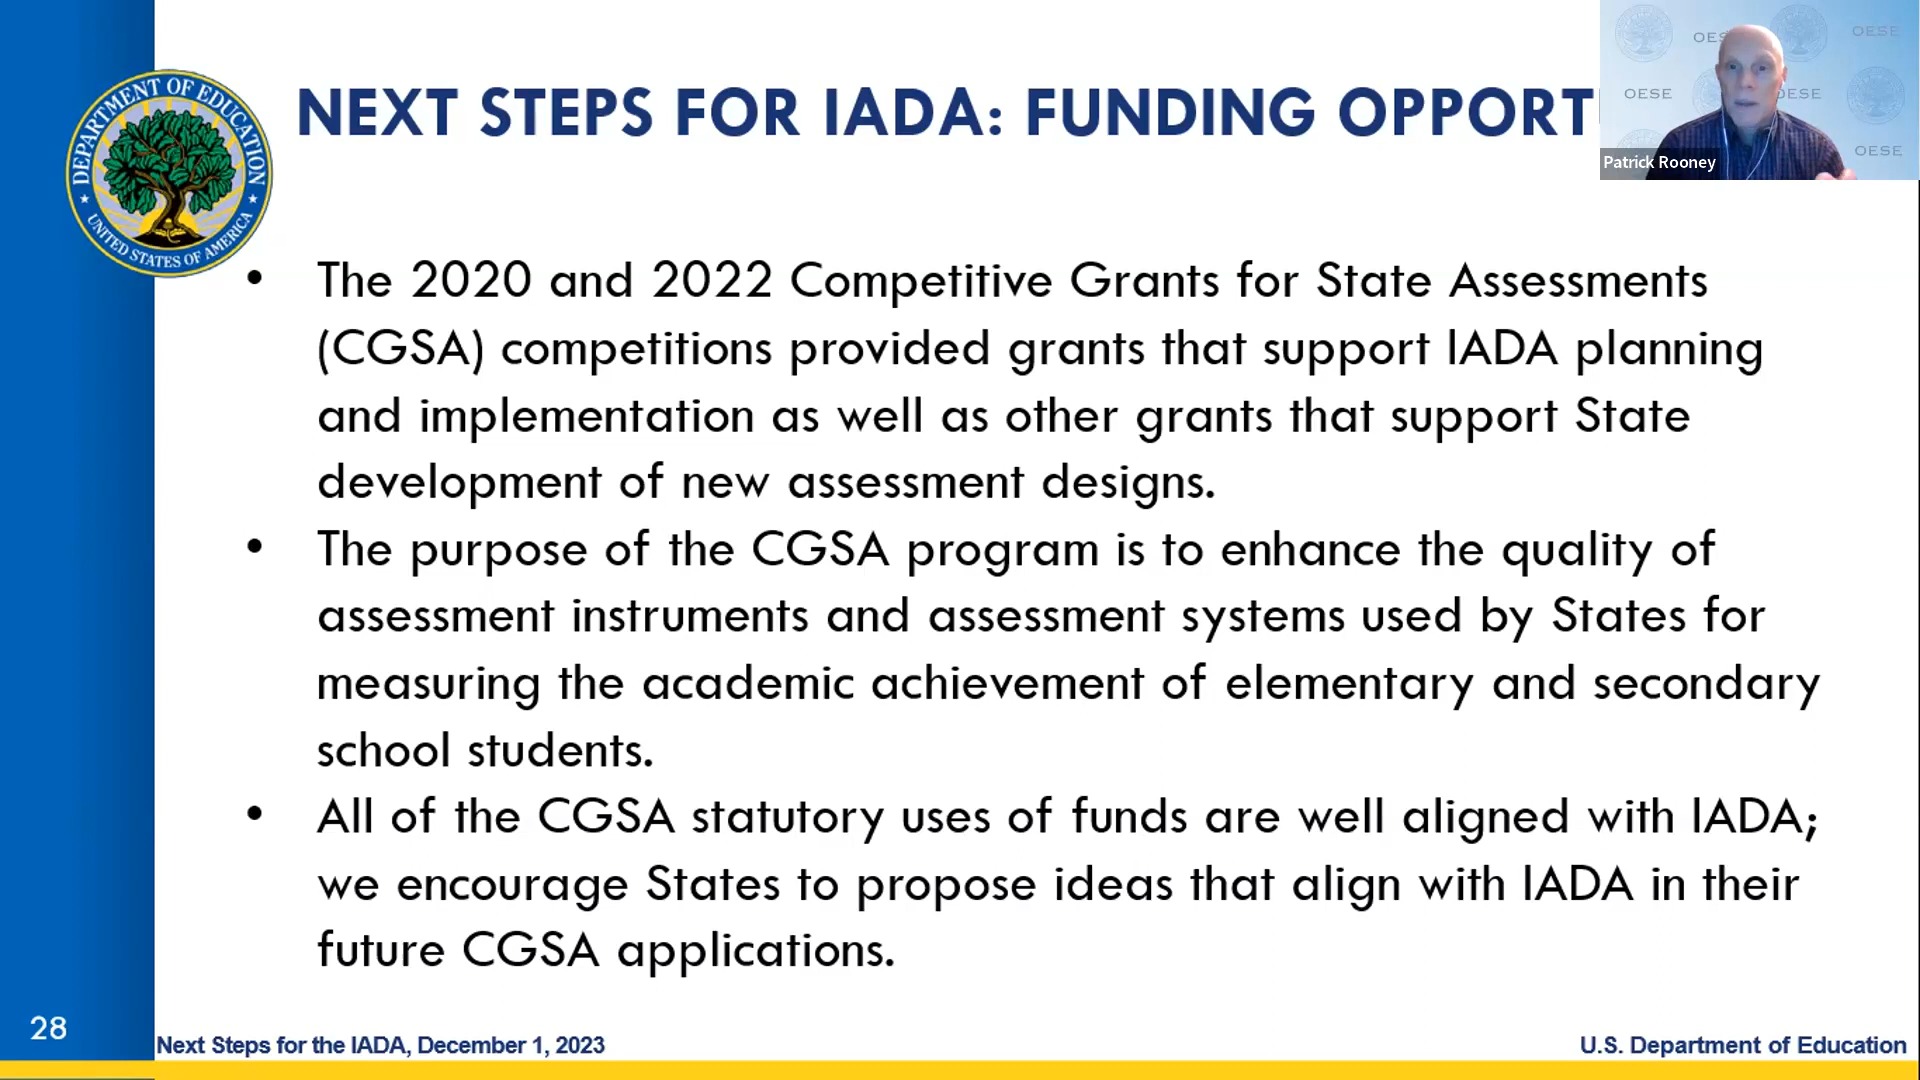 NEXT STEPS FOR IADA: FUNDING OPPORT
OESE
OESE
OESE
OESE
OESE
Patrick Rooney
DEPARTMENT OF EDUCATION
UNITED STATES OF AMERICA
• The 2020 and 2022 Competitive Grants for State Assessments
(CGSA) competitions provided grants that support IADA planning
and implementation as well as other grants that support State
development of new assessment designs.
• The purpose of the CGSA program is to enhance the quality of
assessment instruments and assessment systems used by States for
measuring the academic achievement of elementary and secondary
school students.
• All of the CGSA statutory uses of funds are well aligned with IADA;
we encourage States to propose ideas that align with IADA in their
future CGSA applications.
28
Next Steps for the IADA, December 1, 2023
U.S. Department of Education